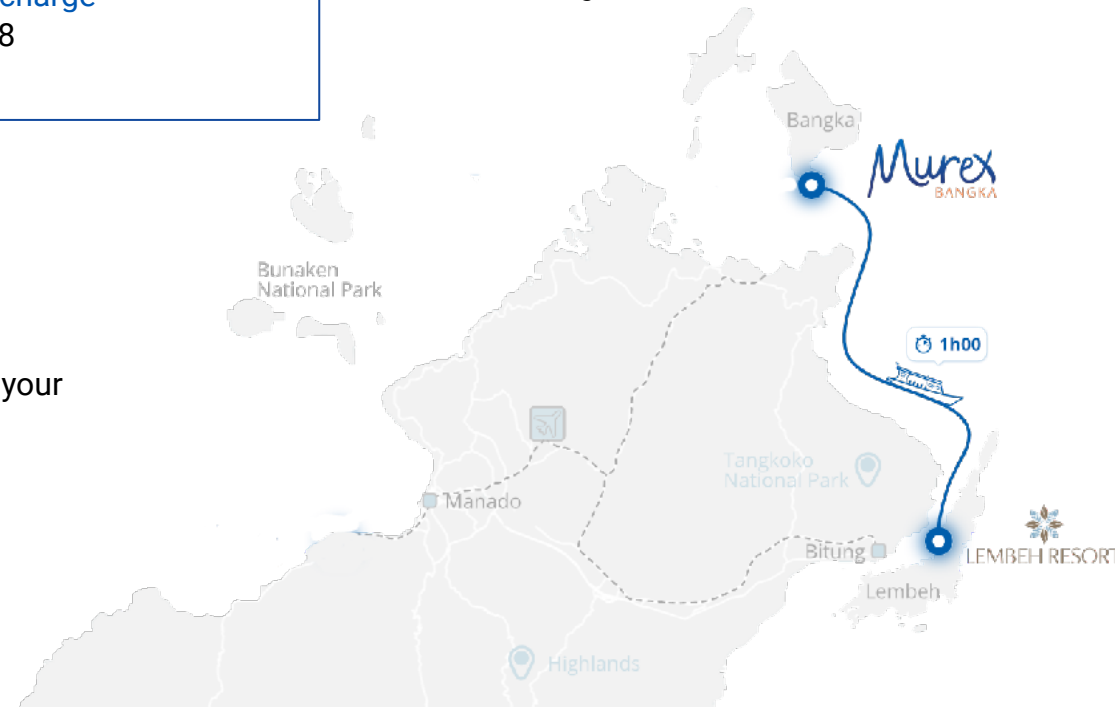 charge
8
Bangka
Murex
BANGKA
Bunaken
National Park
1h00
your
Tangkoko
National Park
Manado
Bitung
LEMBEH RESORT
Lembeh
Highlands